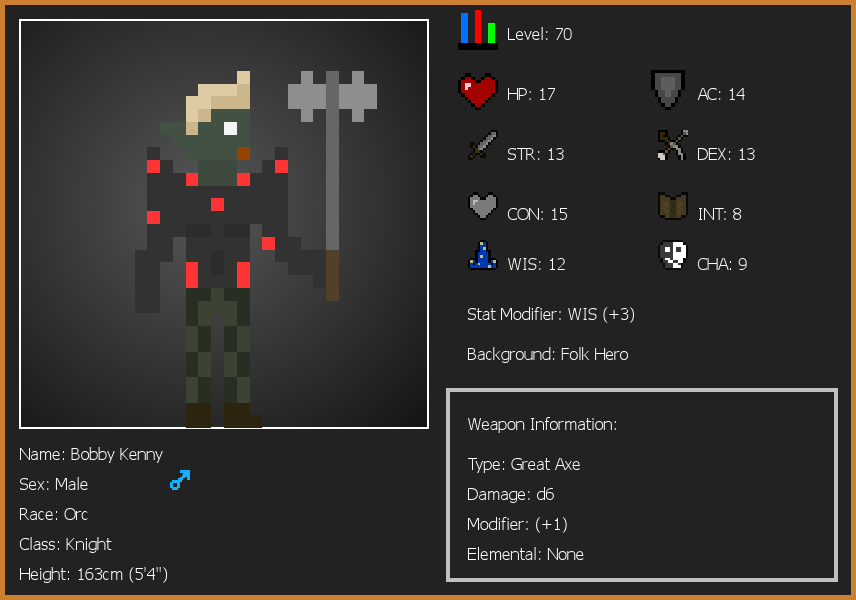 Level: 70
HP: 17
AC: 14
STR: 13
DEX: 13
CON: 15
INT: 8
WIS: 12
CHA: 9
Stat Modifier: WIS (+3)
Background: Folk Hero
Weapon Information:
Type: Great Axe
Damage: d6
Modifier: (+1)
Elemental: None
Name: Bobby Kenny
Sex: Male
Race: Orc
Class: Knight
Height: 163cm (5'4")